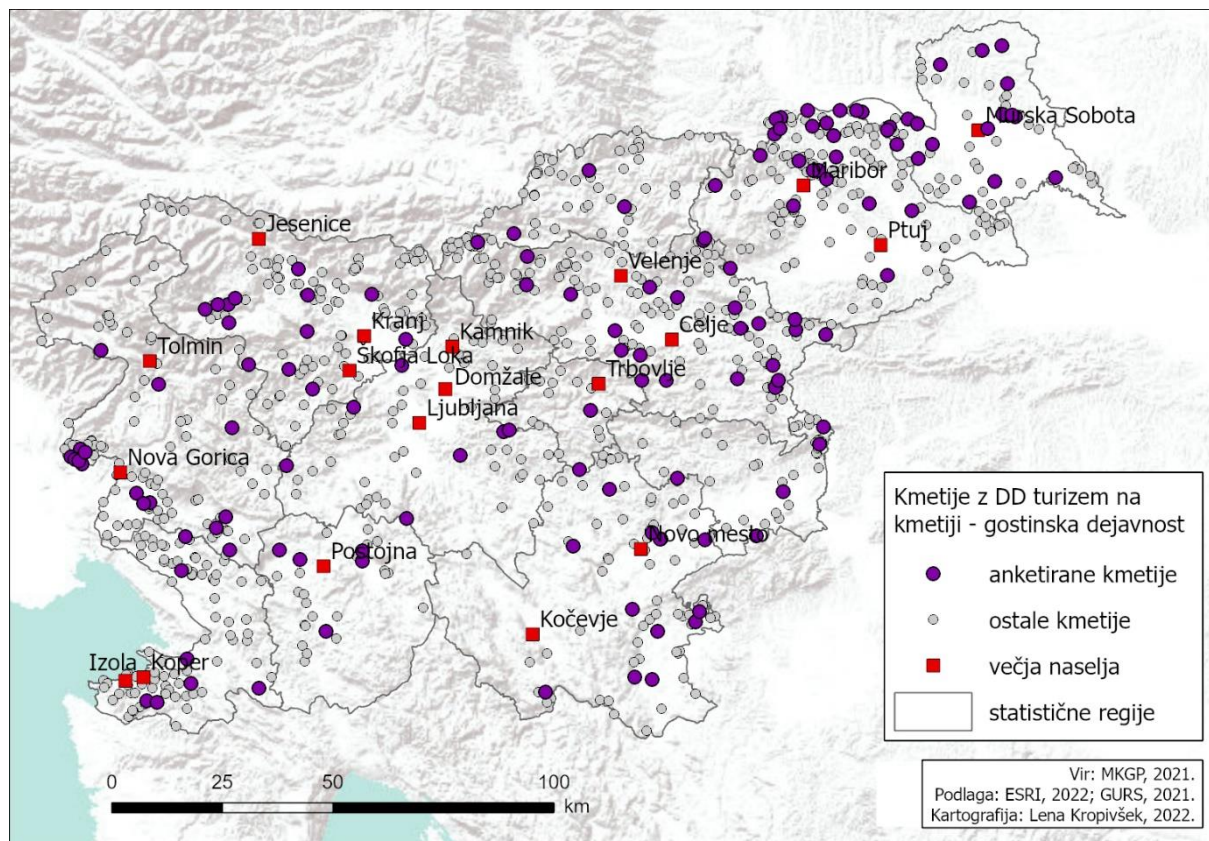 Murska Sobota
Maribor
Ptuj
Jesenice
Velenje
Kranj
Kamnik
Celje
Tolmin
Škofja Loka
Trbovlje
Domžale
Ljubljana
Nova Gorica
Novo mesto
Postojna
Kočevje
Izola
Koper
Kmetije z DD turizem na
kmetiji - gostinska dejavnost
anketirane kmetije
ostale kmetije
večja naselja
statistične regije
0 25 50 100
km
Vir: MKGP, 2021.
Podlaga: ESRI, 2022; GURS, 2021.
Kartografija: Lena Kropivšek, 2022.